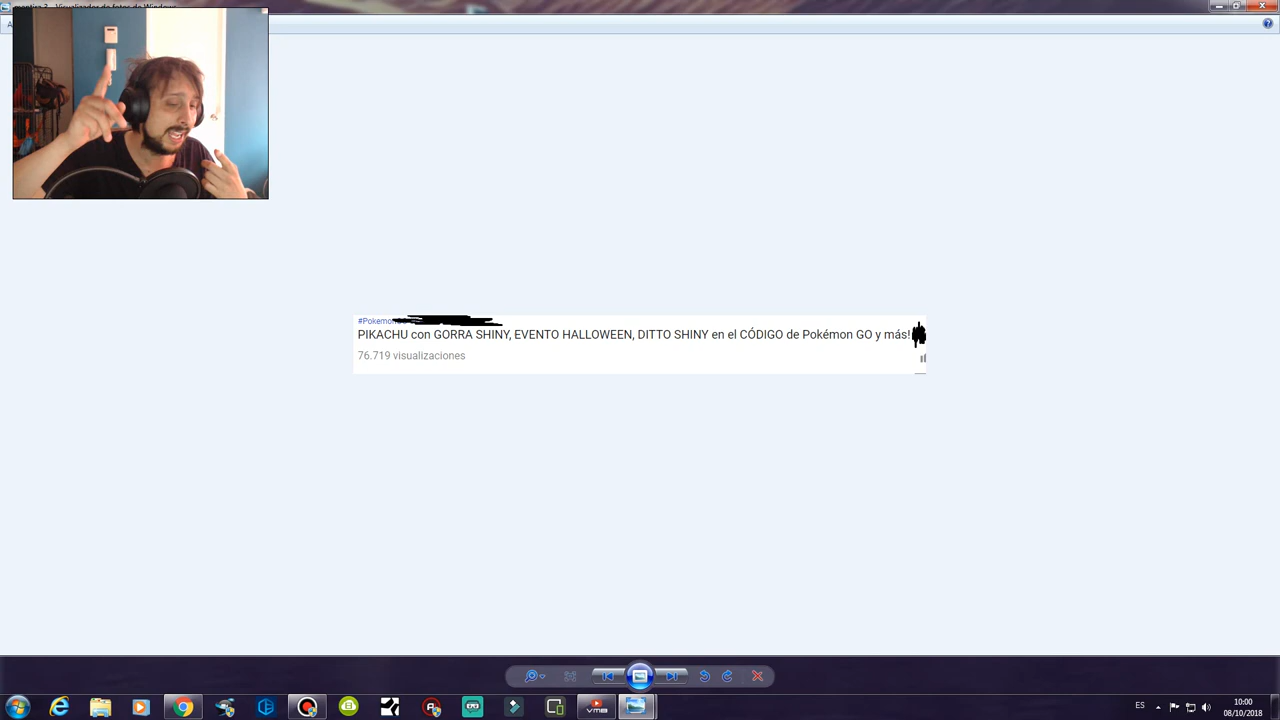 #Pokemon
PIKACHU con GORRA SHINY, EVENTO HALLOWEEN, DITTO SHINY en el CÓDIGO de Pokémon GO y más!
76.719 visualizaciones
ES
10:00
08/10/2018